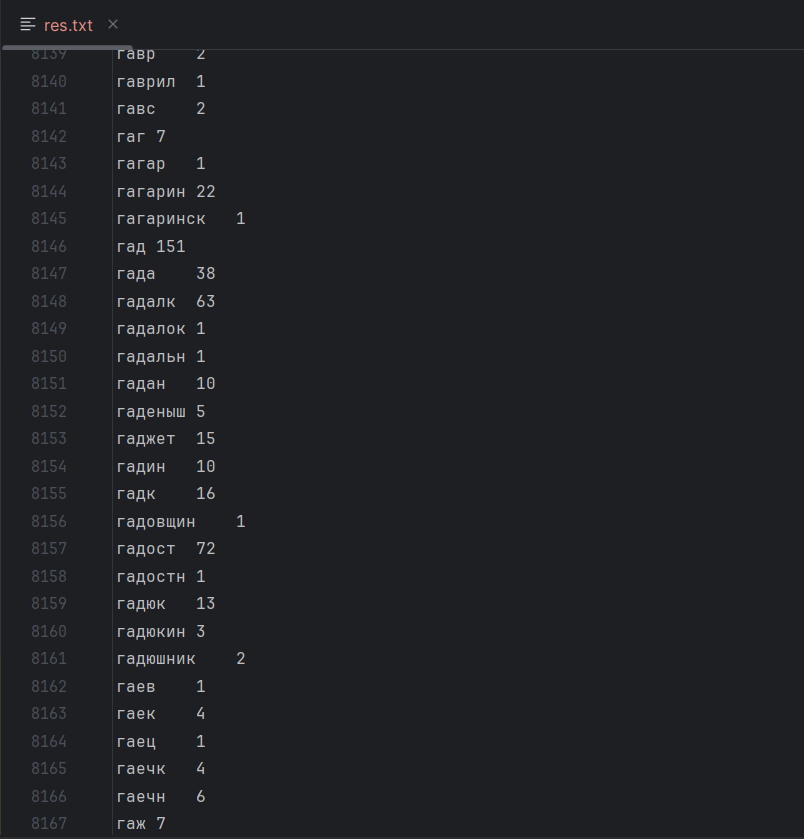 res.txt ×
8139 гавр 2
8140 гаврил 1
8141 гавс 2
8142 гаг 7
8143 гагар 1
8144 гагарин 22
8145 гагаринск 1
8146 гад 151
8147 гада 38
8148 гадалк 63
8149 гадалок 1
8150 гадальн 1
8151 гадан 10
8152 гаденыш 5
8153 гаджет 15
8154 гадин 10
8155 гадк 16
8156 гадовщин 1
8157 гадост 72
8158 гадостн 1
8159 гадюк 13
8160 гадюкин 3
8161 гадюшник 2
8162 гаев 1
8163 гаек 4
8164 гаец 1
8165 гаечк 4
8166 гаечн 6
8167 гаж 7